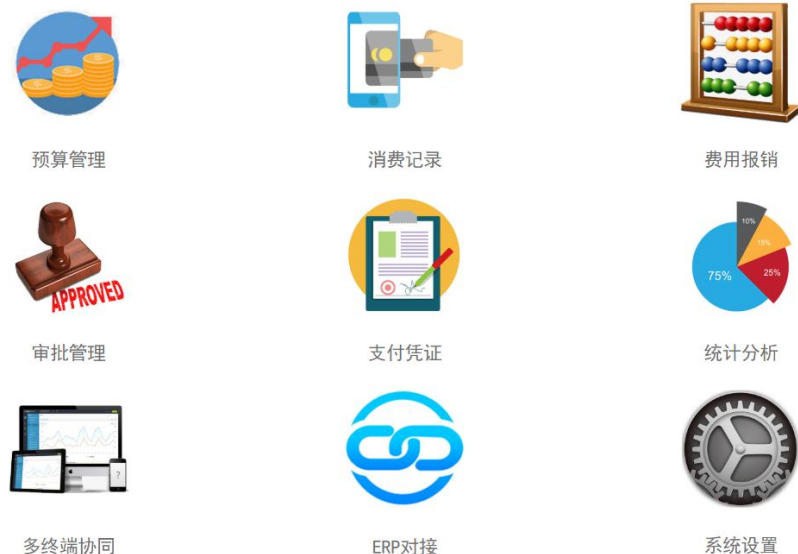 预算管理
消费记录
费用报销
APPROVED
10%
15%
75%
25%
审批管理
支付凭证
统计分析
?
多终端协同
ERP对接
系统设置